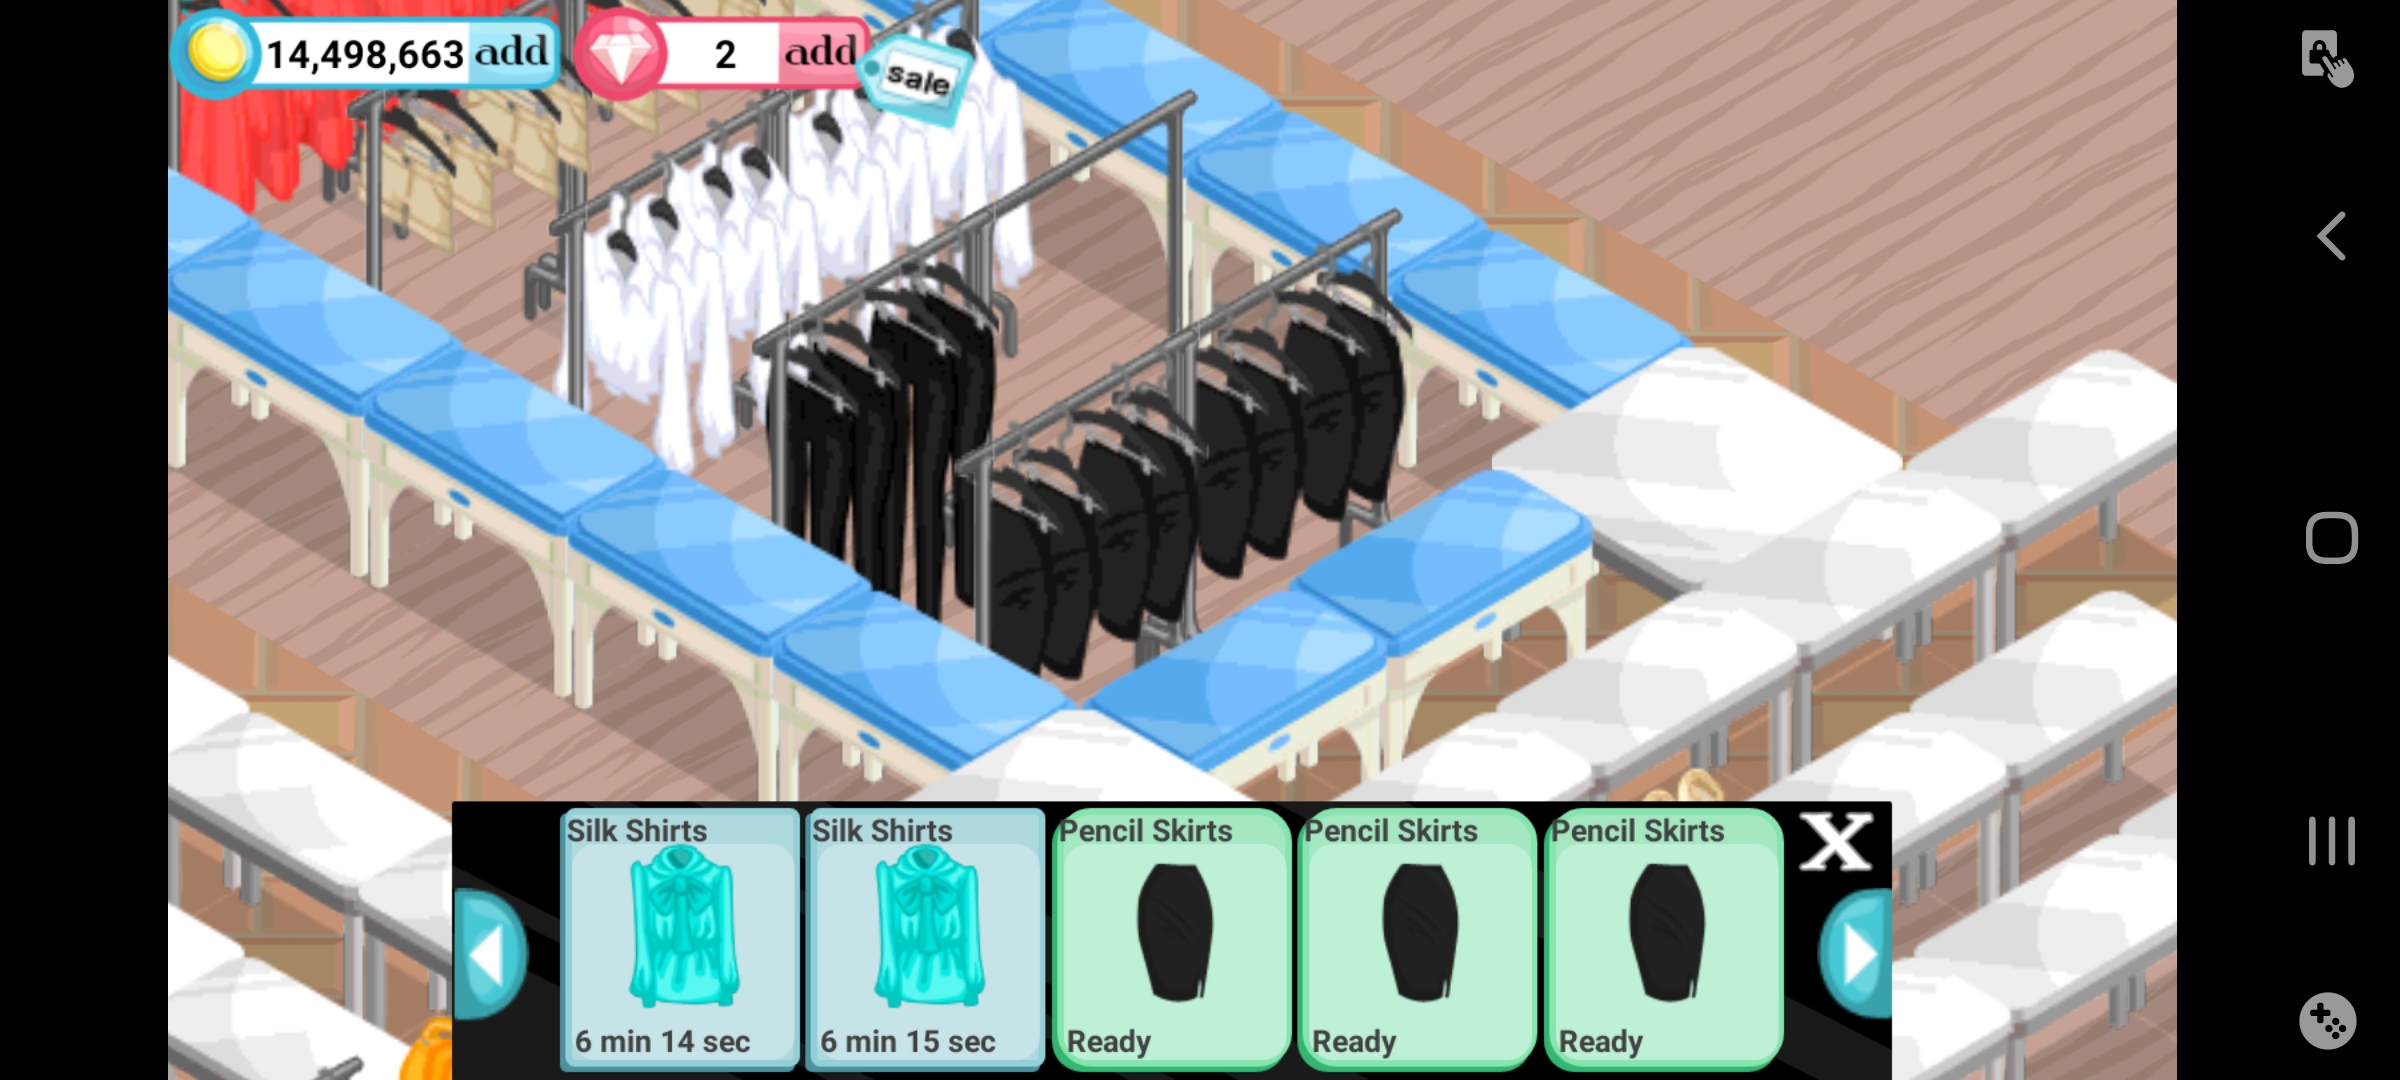 14,498,663 add
2 add
sale
Silk Shirts
6 min 14 sec
Silk Shirts
6 min 15 sec
Pencil Skirts
Ready
Pencil Skirts
Ready
Pencil Skirts
Ready
X